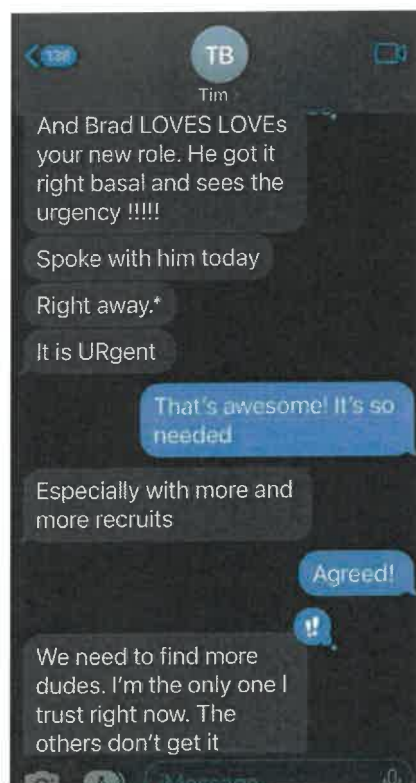 138
TB
Tim
And Brad LOVES LOVEs
your new role. He got it
right basal and sees the
urgency !!!!!
Spoke with him today
Right away.*
It is URgent
That's awesome! It's so
needed
Especially with more and
more recruits
Agreed!
!!
We need to find more
dudes. I'm the only one I
trust right now. The
others don't get it
iMessage